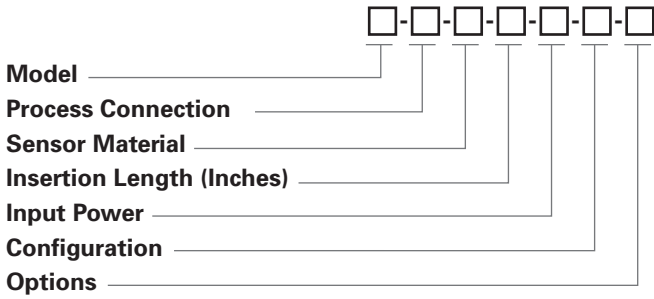 Model
Process Connection
Sensor Material
Insertion Length (Inches)
Input Power
Configuration
Options